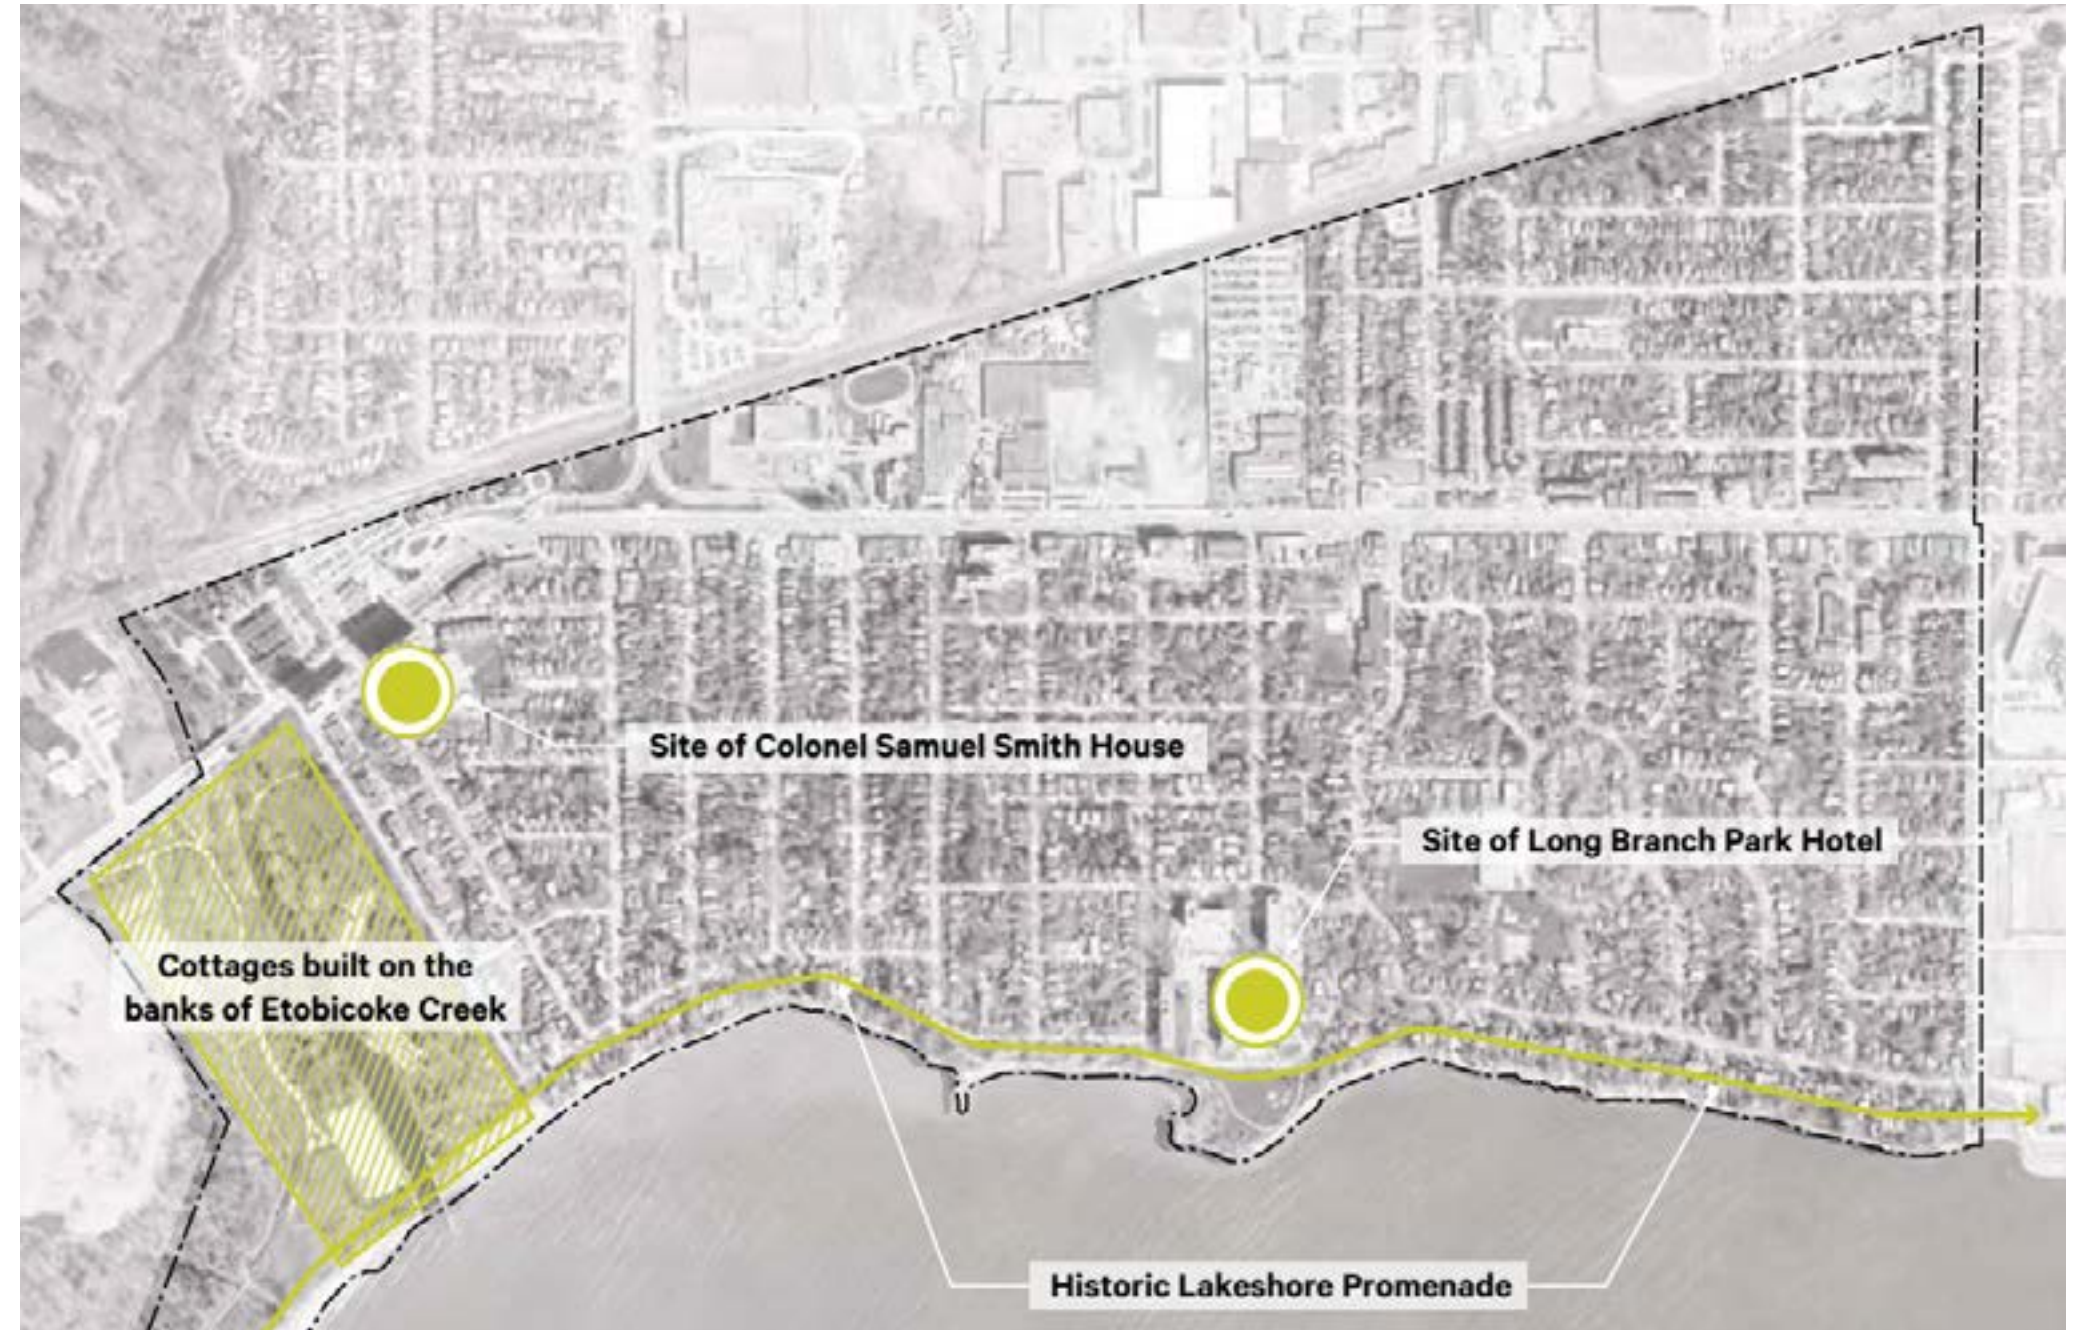 Site of Colonel Samuel Smith House
Site of Long Branch Park Hotel
Cottages built on the
banks of Etobicoke Creek
Historic Lakeshore Promenade